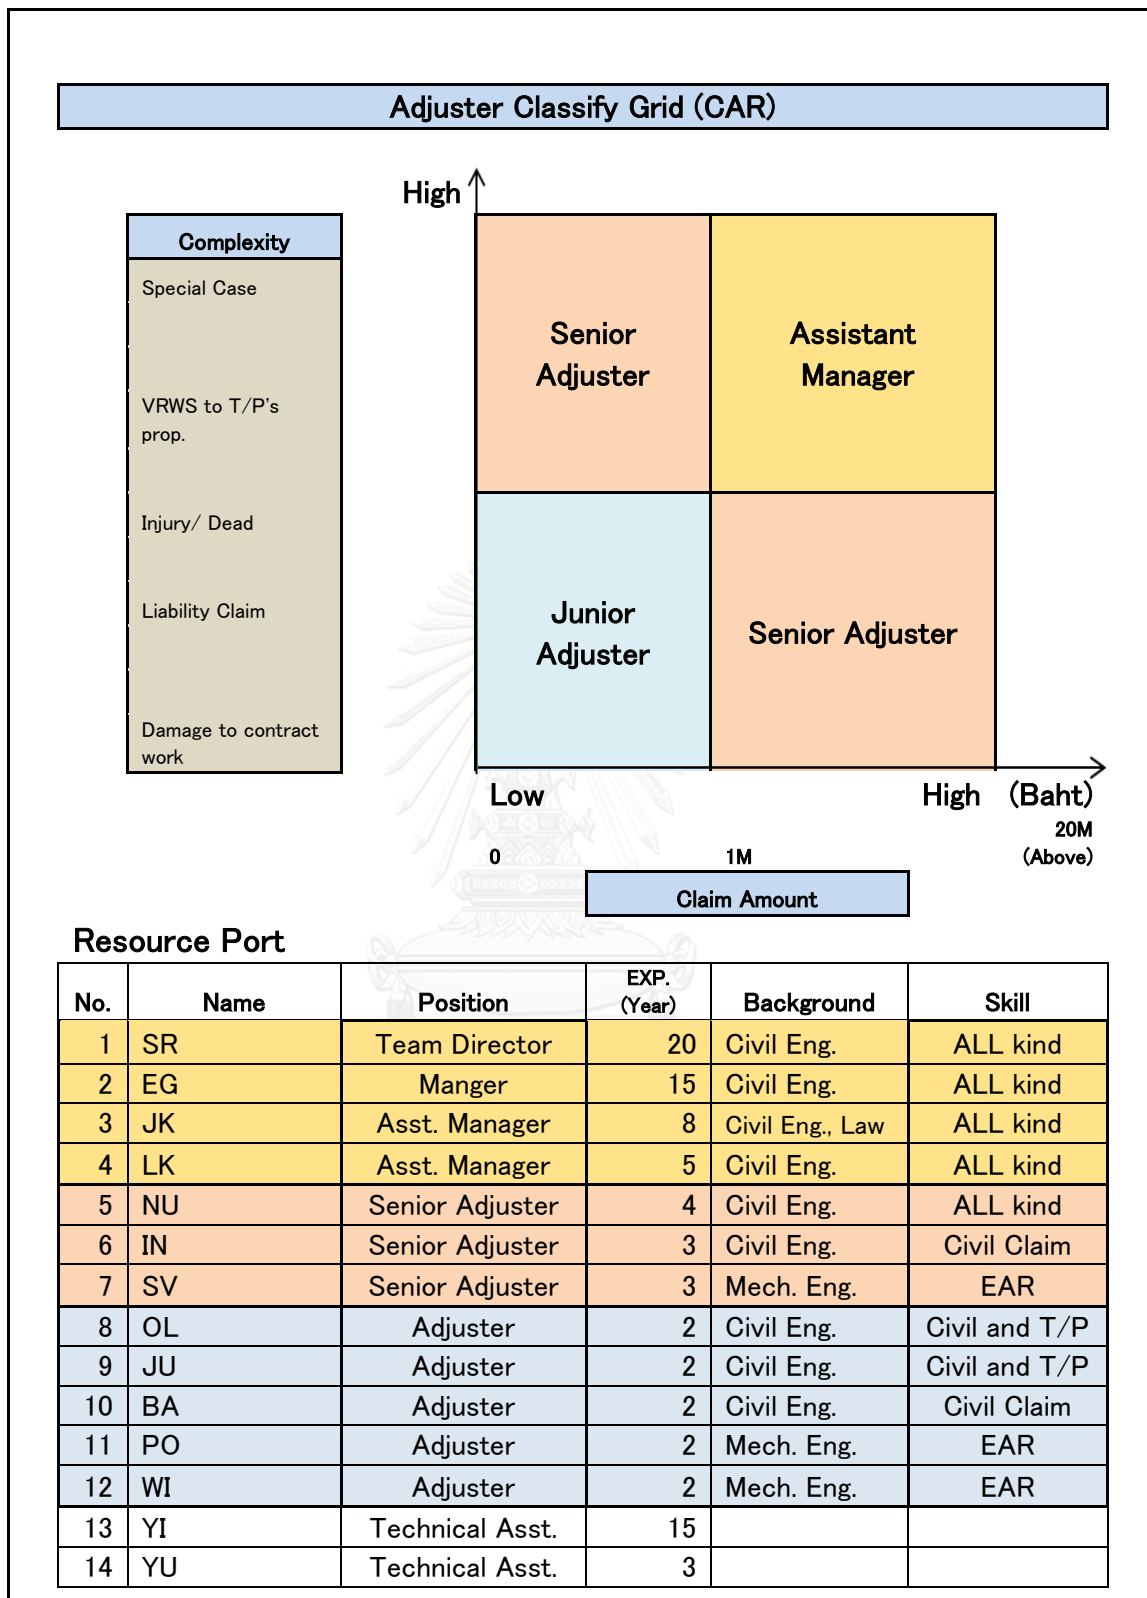 Adjuster Classify Grid (CAR)
High
Complexity
Special Case
VRWS to T/P's
prop.
Injury/ Dead
Liability Claim
Damage to contract
work
Senior
Adjuster
Assistant
Manager
Junior
Adjuster
Senior Adjuster
Low High (Baht)
20M
0 1M (Above)
Claim Amount
Resource Port
No. Name Position EXP. (Year) Background Skill
1 SR Team Director 20 Civil Eng. ALL kind
2 EG Manger 15 Civil Eng. ALL kind
3 JK Asst. Manager 8 Civil Eng., Law ALL kind
4 LK Asst. Manager 5 Civil Eng. ALL kind
5 NU Senior Adjuster 4 Civil Eng. ALL kind
6 IN Senior Adjuster 3 Civil Eng. Civil Claim
7 SV Senior Adjuster 3 Mech. Eng. EAR
8 OL Adjuster 2 Civil Eng. Civil and T/P
9 JU Adjuster 2 Civil Eng. Civil and T/P
10 BA Adjuster 2 Civil Eng. Civil Claim
11 PO Adjuster 2 Mech. Eng. EAR
12 WI Adjuster 2 Mech. Eng. EAR
13 YI Technical Asst. 15
14 YU Technical Asst. 3